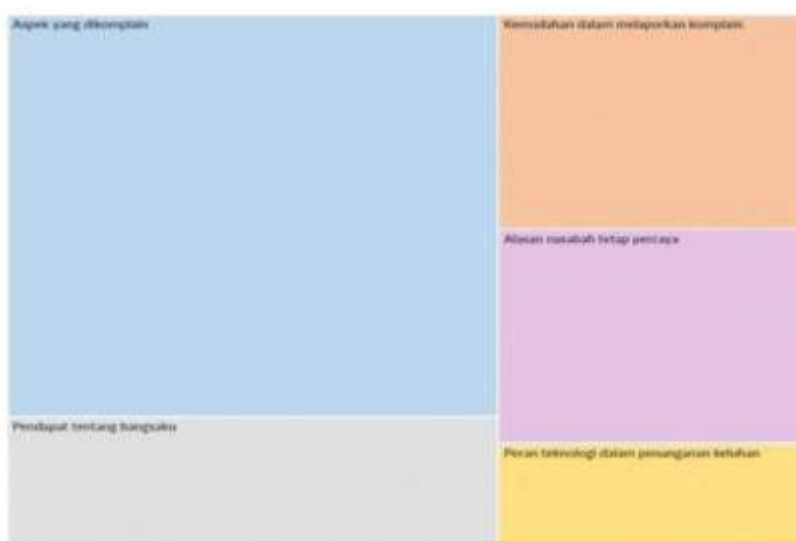 Aspek yang dikomplain
Kemudahan dalam melaporkan komplain
Alasan nasabah tetap percaya
Pendapat tentang bangsaku
Peran teknologi dalam penanganan keluhan